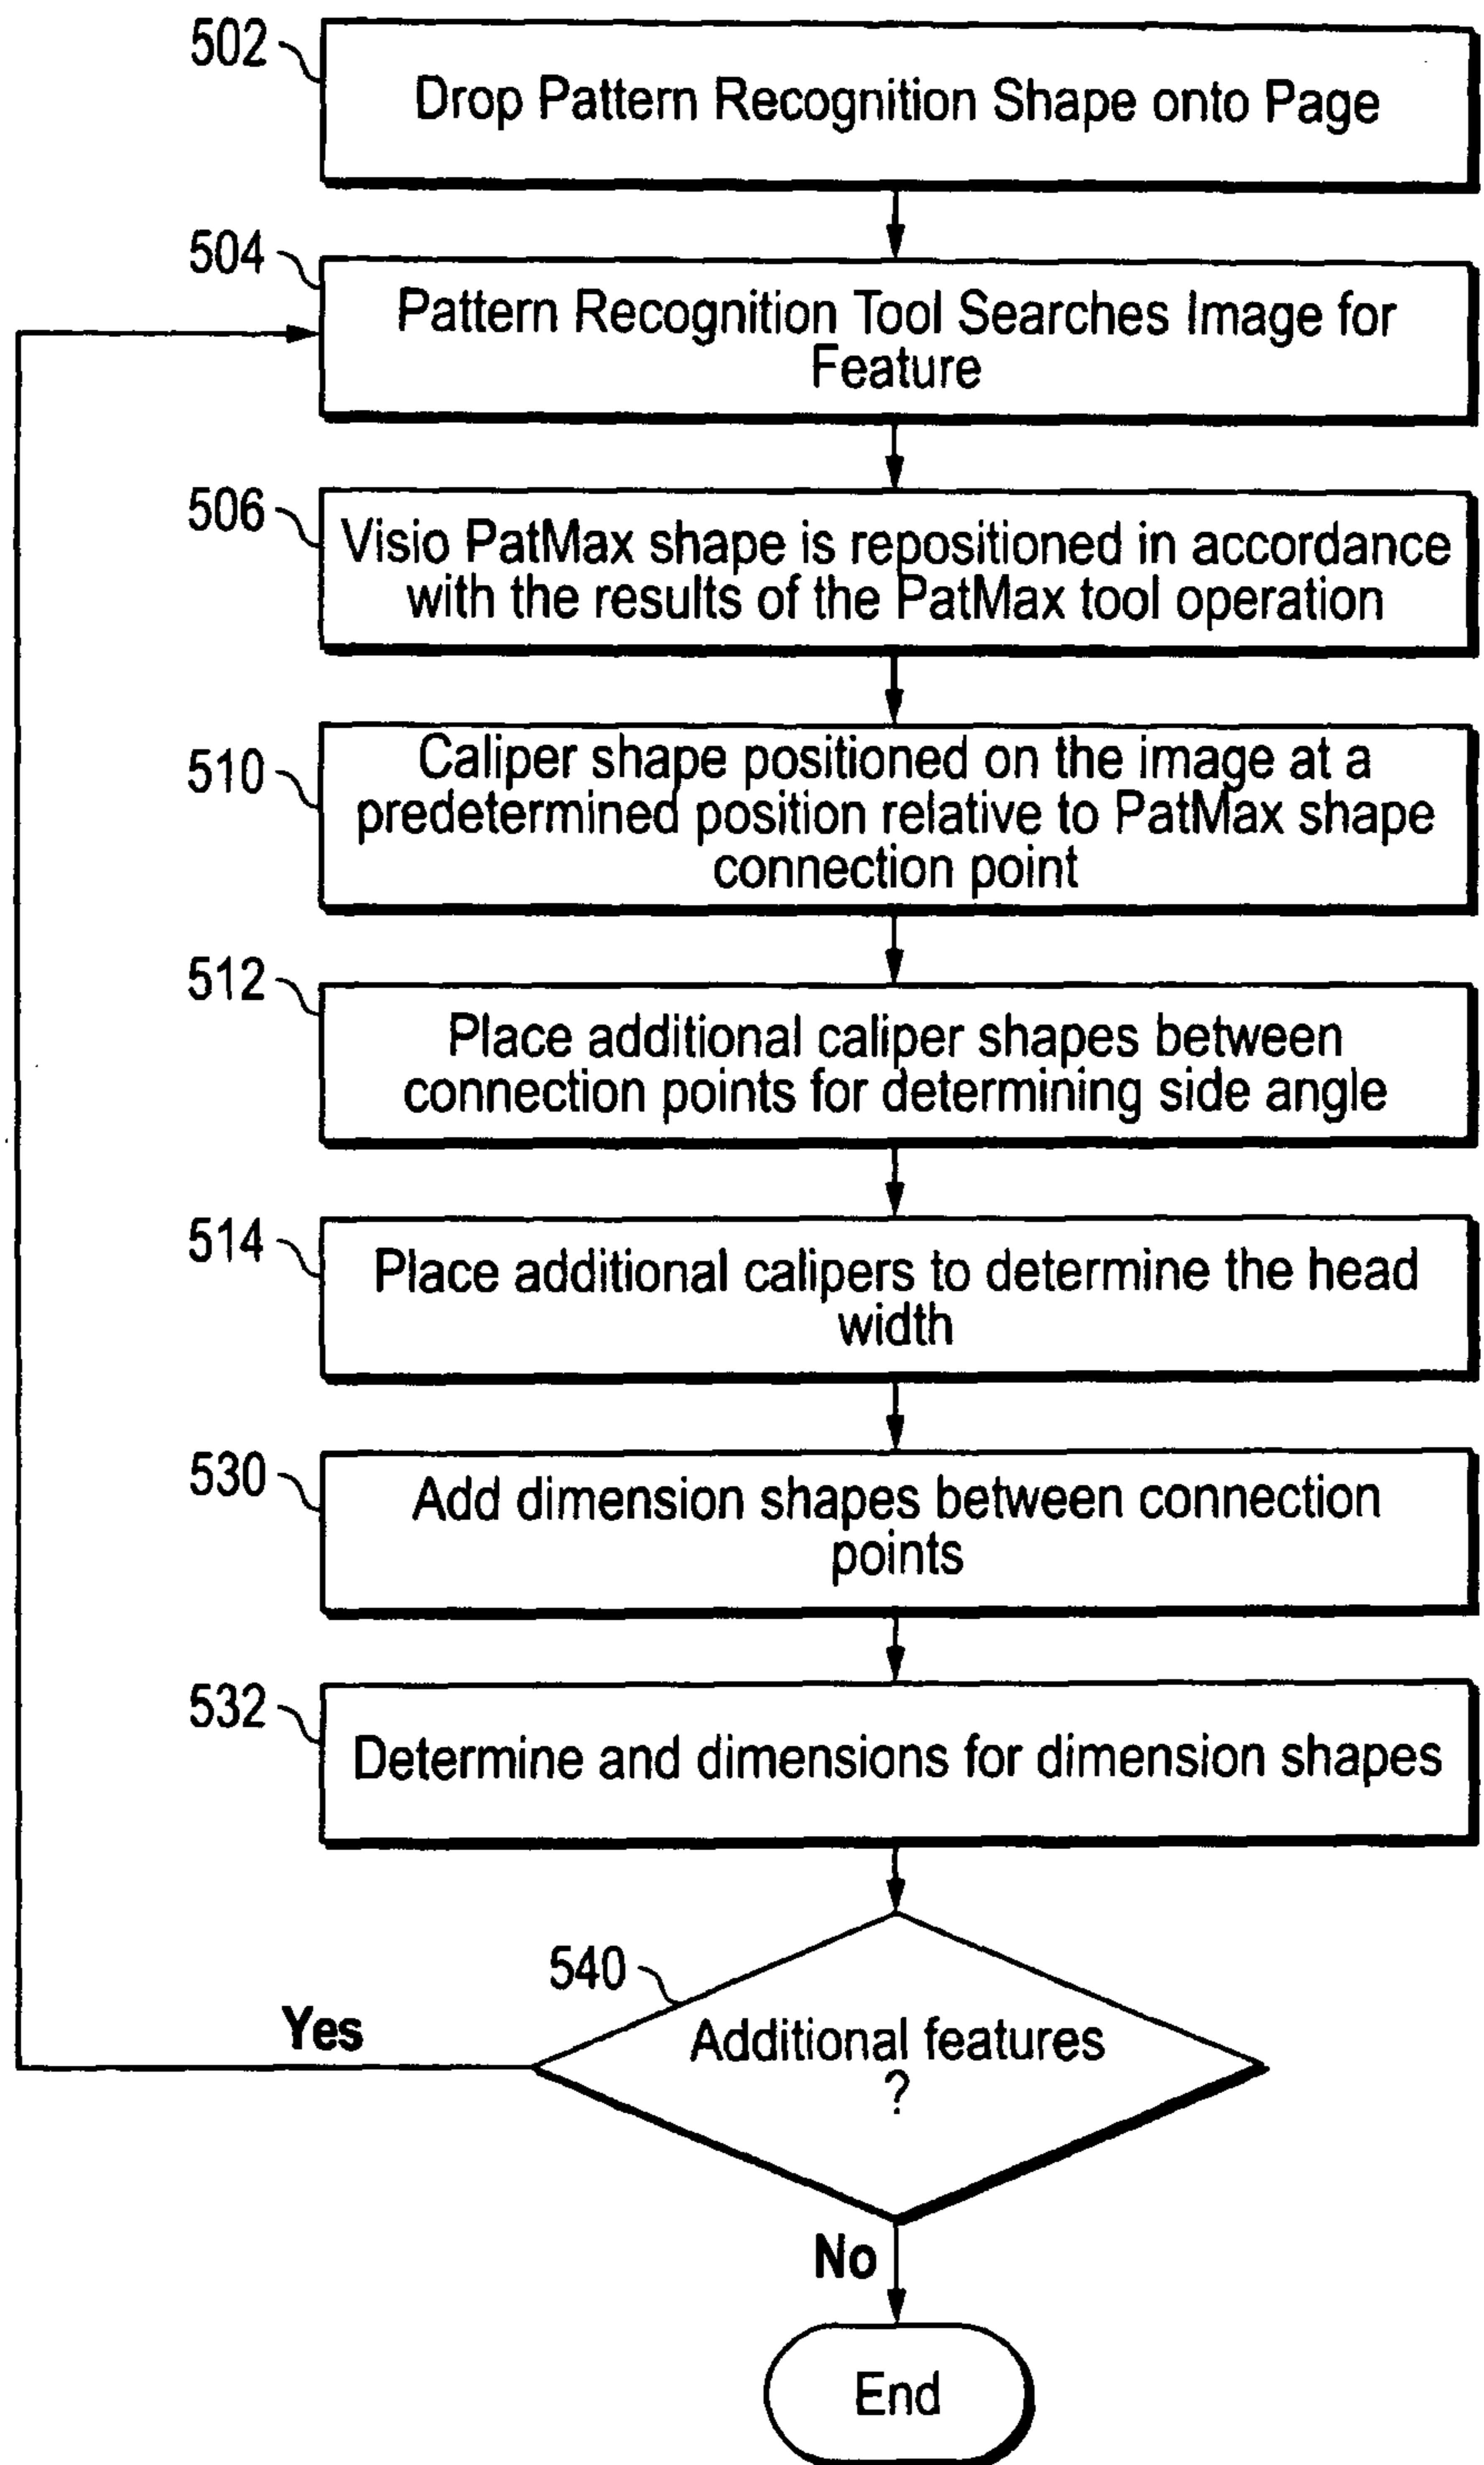 502
Drop Pattern Recognition Shape onto Page
504
Pattern Recognition Tool Searches Image for
Feature
506
Visio PatMax shape is repositioned in accordance
with the results of the PatMax tool operation
510
Caliper shape positioned on the image at a
predetermined position relative to PatMax shape
connection point
512
Place additional caliper shapes between
connection points for determining side angle
514
Place additional calipers to determine the head
width
530
Add dimension shapes between connection
points
532
Determine and dimensions for dimension shapes
540
Additional features
?
Yes
No
End